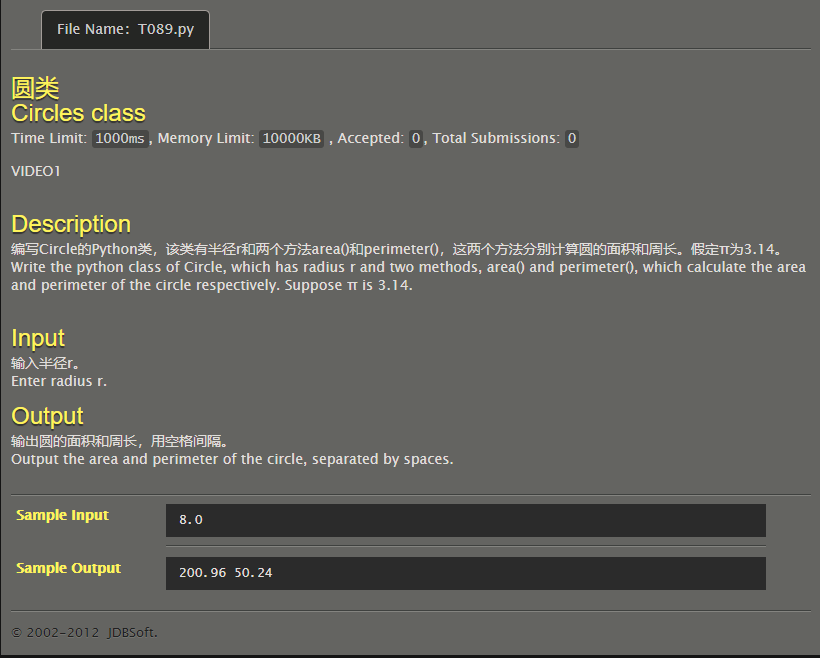 File Name: T089.py
圆类
Circles class
Time Limit: 1000ms, Memory Limit: 10000KB , Accepted: 0, Total Submissions: 0
VIDEO1
Description
编写Circle的Python类，该类有半径r和两个方法area()和perimeter()，这两个方法分别计算圆的面积和周长。假定π为3.14。
Write the python class of Circle, which has radius r and two methods, area() and perimeter(), which calculate the area
and perimeter of the circle respectively. Suppose π is 3.14.
Input
输入半径r。
Enter radius r.
Output
输出圆的面积和周长，用空格间隔。
Output the area and perimeter of the circle, separated by spaces.
Sample Input
8.0
Sample Output
200.96 50.24
© 2002-2012 JDBSoft.